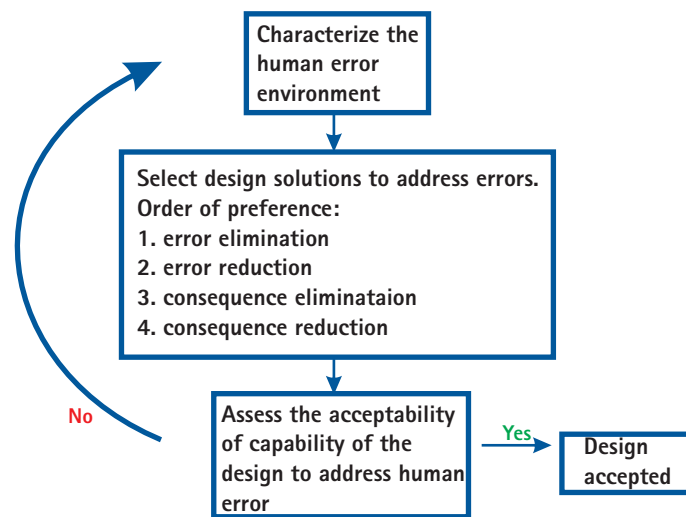 Characterize the
human error
environment
Select design solutions to address errors.
Order of preference:
1. error elimination
2. error reduction
3. consequence eliminataion
4. consequence reduction
No
Assess the acceptability
of capability of the
design to address human
error
Yes
Design
accepted